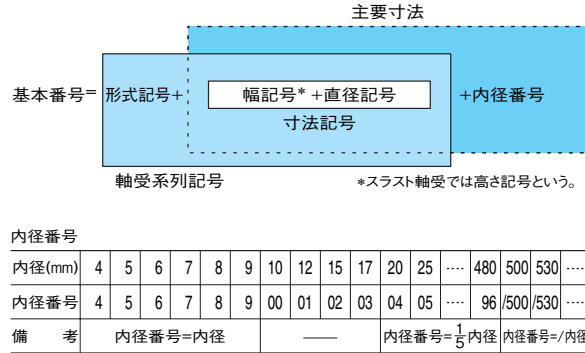 主要寸法
基本番号= 形式記号+ 幅記号* +直径記号 +内径番号
寸法記号
軸受系列記号
*スラスト軸受では高さ記号という。
内径番号
内径(mm) 4 5 6 7 8 9 10 12 15 17 20 25 ···· 480 500 530 ····
内径番号 4 5 6 7 8 9 00 01 02 03 04 05 ···· 96 /500 /530 ····
備 考 内径番号=内径 —— 内径番号=1/5内径 内径番号=/内径